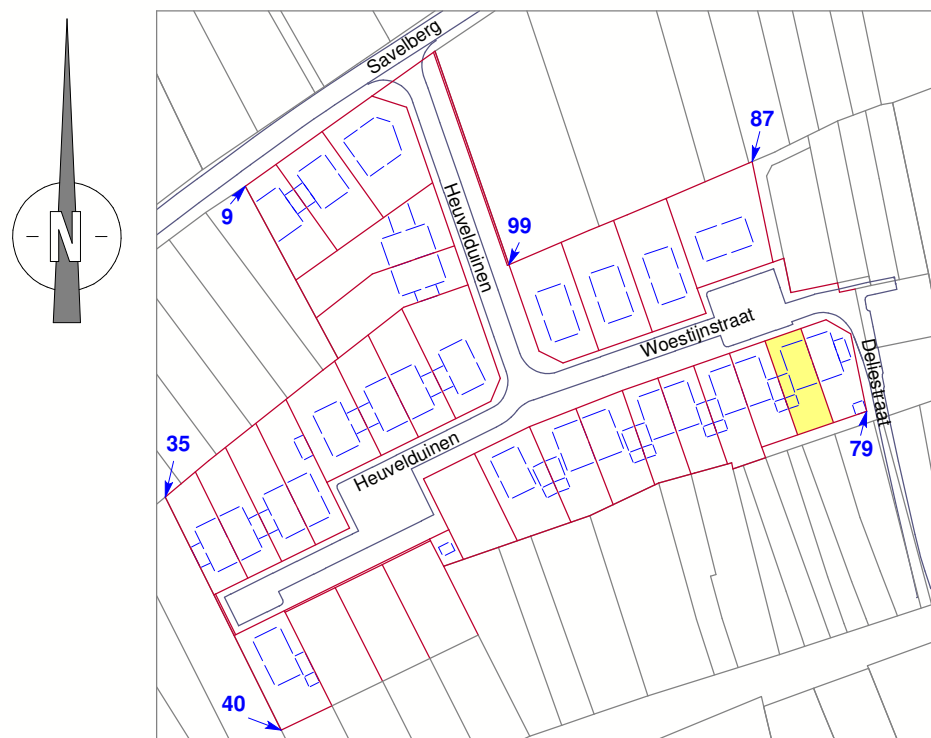 Savelberg
87
9
Heuvelduinen
99
N
Woestijnstraat
Deliestraat
35
Heuvelduinen
79
40